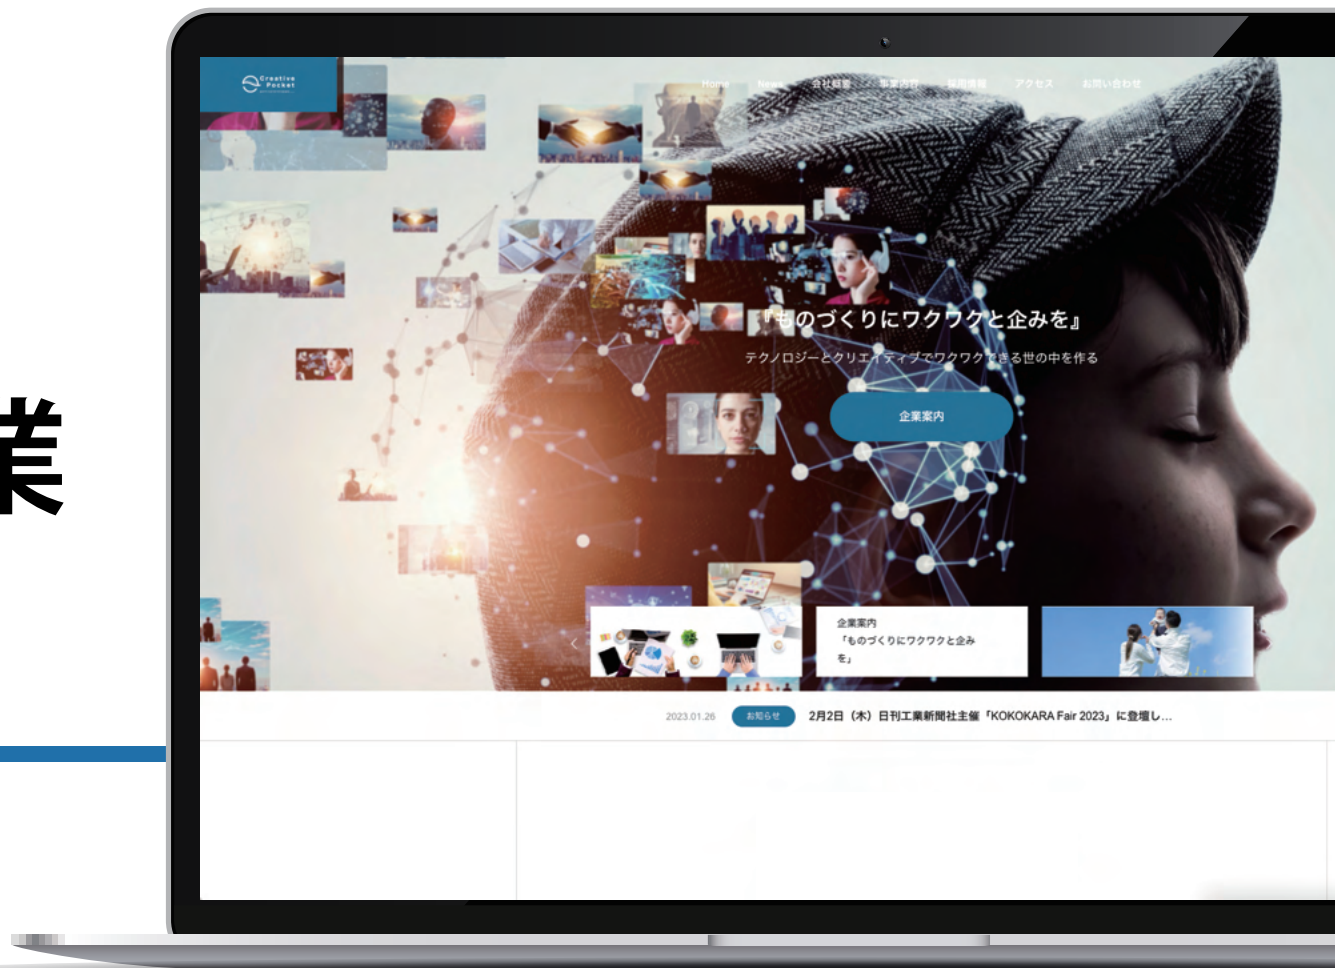 Creative
Pocket
Home News 会社概要 事業内容 採用情報 アクセス お問い合わせ
『ものづくりにワクワクと企みを』
テクノロジーとクリエイティブでワクワクできる世の中を作る
企業案内
業
企業案内
「ものづくりにワクワクと企み
を」
2023.01.26 お知らせ 2月2日（木）日刊工業新聞社主催「KOKOKARA Fair 2023」に登壇し...